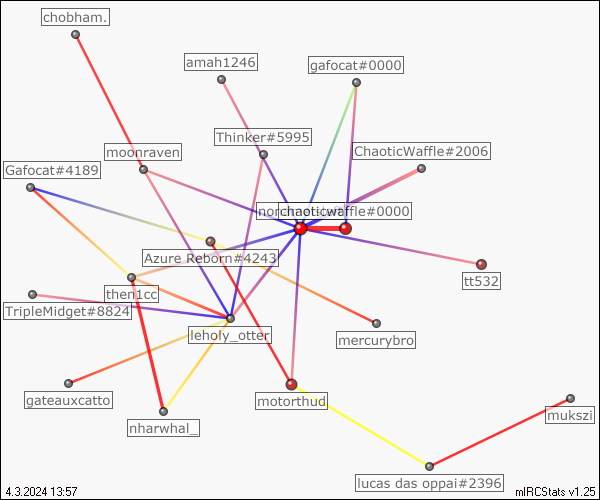 chobham.
amah1246
gafocat#0000
Thinker#5995
moonraven
ChaoticWaffle#2006
Gafocat#4189
chaoticwaffle#0000
Azure Reborn#4243
tt532
then1cc
TripleMidget#8824
leholy_otter
mercurybro
gateauxcatto
motorthud
nharwhal_
mukszi
lucas das oppai#2396
4.3.2024 13:57
mIRCStats v1.25